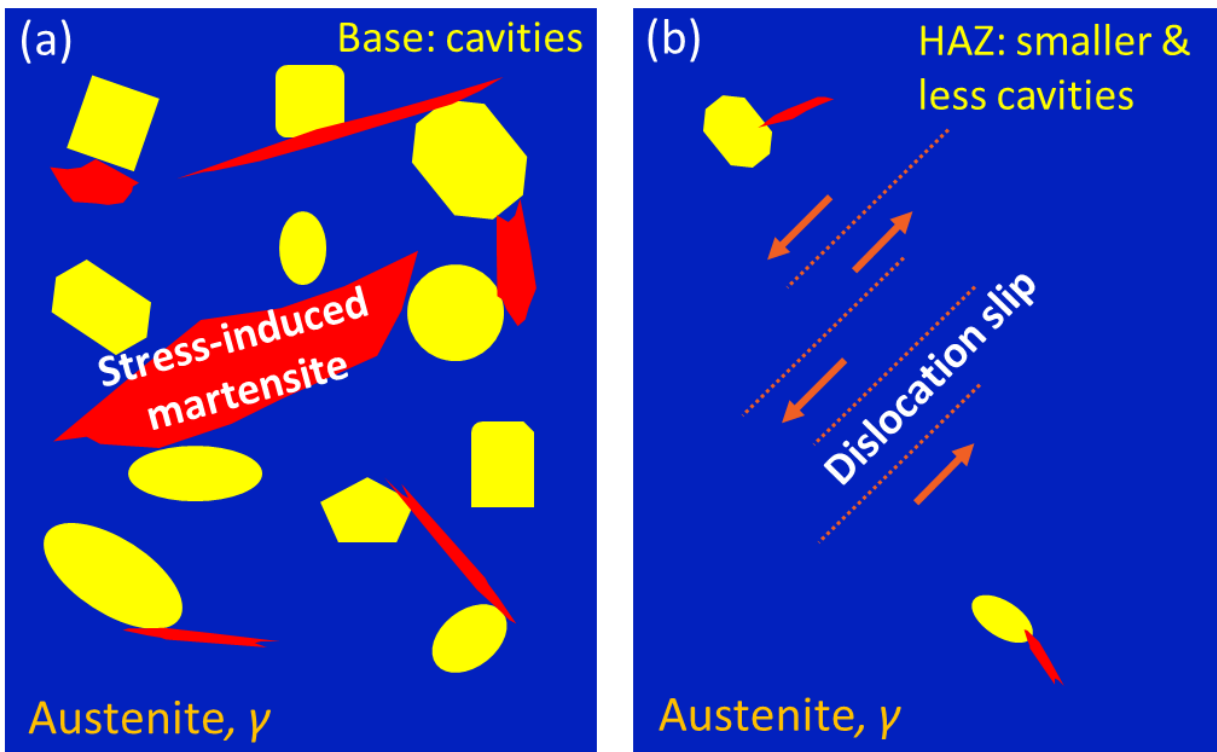 (a)
Base: cavities
Stress-induced
martensite
Austenite, γ
(b)
HAZ: smaller &
less cavities
Dislocation slip
Austenite, γ